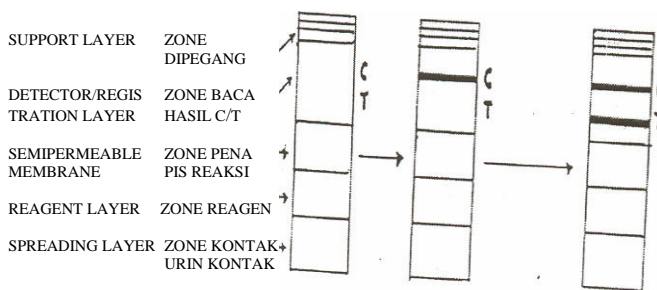 SUPPORT LAYER ZONE
DIPEGANG
C
DETECTOR/REGIS ZONE BACA
TRATION LAYER HASIL C/T
T
C
T
SEMIPERMEABLE ZONE PENA
MEMBRANE PIS REAKSI
REAGENT LAYER ZONE REAGEN
SPREADING LAYER ZONE KONTAK
URIN KONTAK